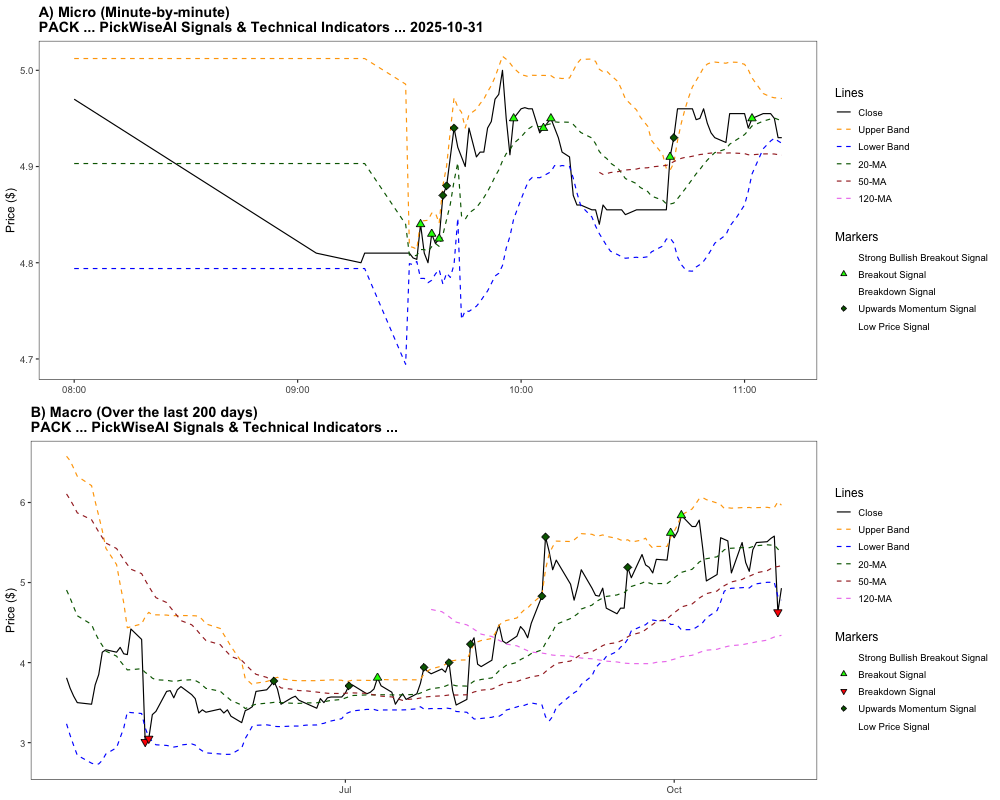 A) Micro (Minute-by-minute)
PACK ... PickWiseAI Signals & Technical Indicators ... 2025-10-31
Price ($)
5.0
4.9
4.8
4.7
08:00
09:00
10:00
11:00
Lines
Close
Upper Band
Lower Band
20-MA
50-MA
120-MA
Markers
Strong Bullish Breakout Signal
Breakout Signal
Breakdown Signal
Upwards Momentum Signal
Low Price Signal
B) Macro (Over the last 200 days)
PACK ... PickWiseAI Signals & Technical Indicators ...
Price ($)
6
5
4
3
Jul
Oct
Lines
Close
Upper Band
Lower Band
20-MA
50-MA
120-MA
Markers
Strong Bullish Breakout Signal
Breakout Signal
Breakdown Signal
Upwards Momentum Signal
Low Price Signal